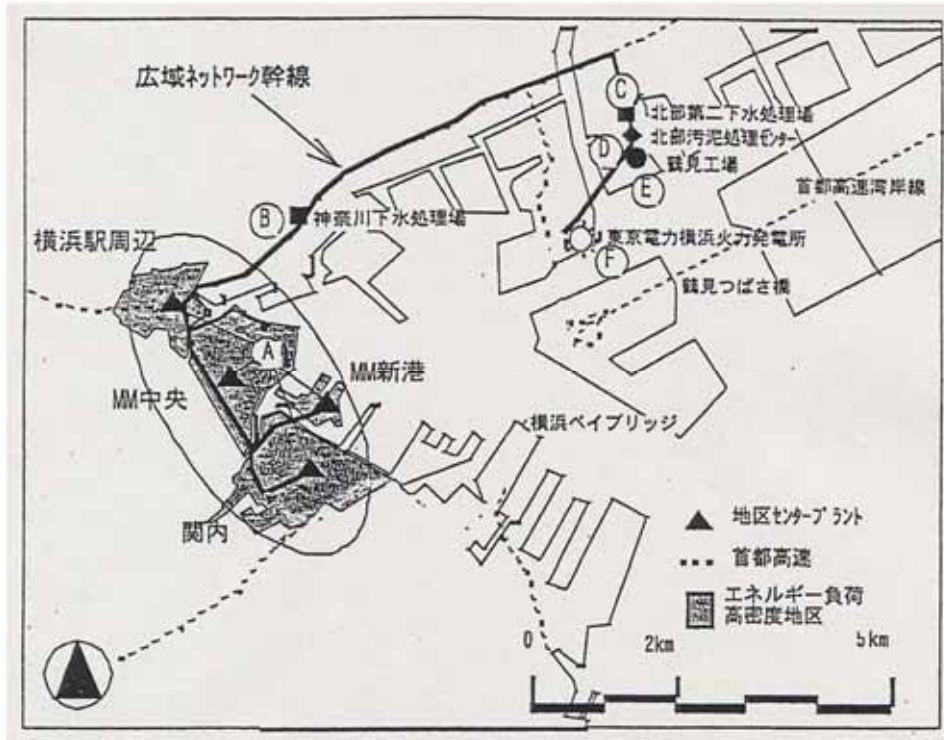 広域ネットワーク幹線
C
北部第二下水処理場
北部汚泥処理センター
D
鶴見工場
E
首都高速湾岸線
B
神奈川下水処理場
横浜駅周辺
東京電力横浜火力発電所
F
鶴見つばさ橋
A
MM新港
MM中央
横浜ベイブリッジ
関内
地区センタープラント
首都高速
エネルギー負荷
高密度地区
0 2km 5km